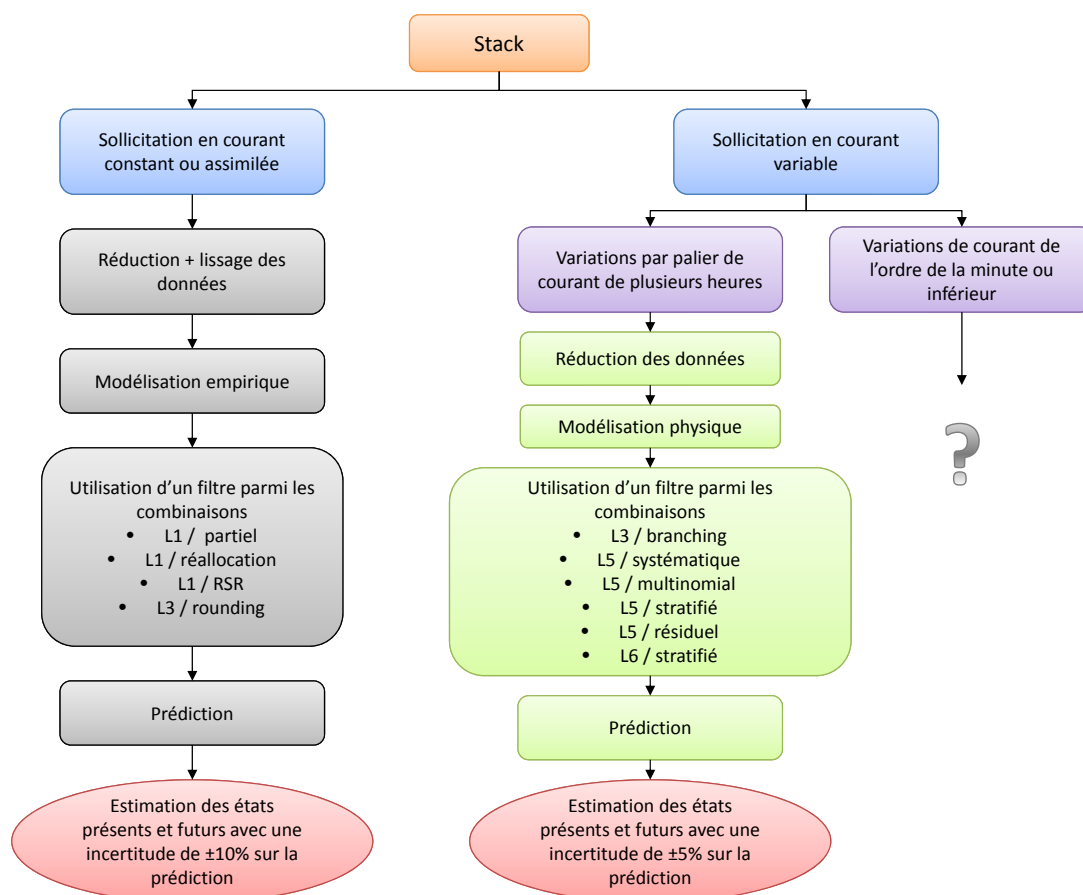 Stack
Sollicitation en courant
constant ou assimilée
Sollicitation en courant
variable
Réduction + lissage des
données
Variations par palier de
courant de plusieurs heures
Variations de courant de
l’ordre de la minute ou
inférieur
Modélisation empirique
Réduction des données
Modélisation physique
?
Utilisation d’un filtre parmi les
combinaisons
• L1 / partiel
• L1 / réallocation
• L1 / RSR
• L3 / rounding
Utilisation d’un filtre parmi les
combinaisons
• L3 / branching
• L5 / systématique
• L5 / multinomial
• L5 / stratifié
• L5 / résiduel
• L6 / stratifié
Prédiction
Prédiction
Estimation des états
présents et futurs avec une
incertitude de ±10% sur la
prédiction
Estimation des états
présents et futurs avec une
incertitude de ±5% sur la
prédiction